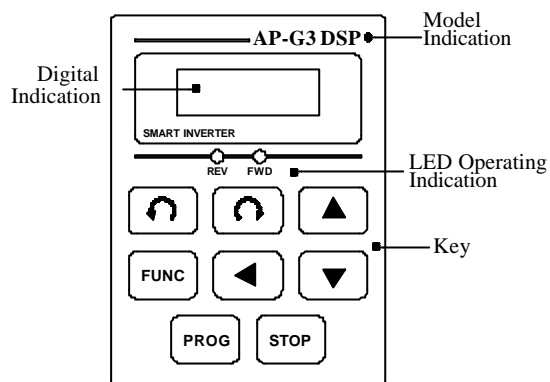 AP-G3 DSP
Model
Indication
Digital
Indication
SMART INVERTER
REV FWD
LED Operating
Indication
Key
FUNC
PROG STOP